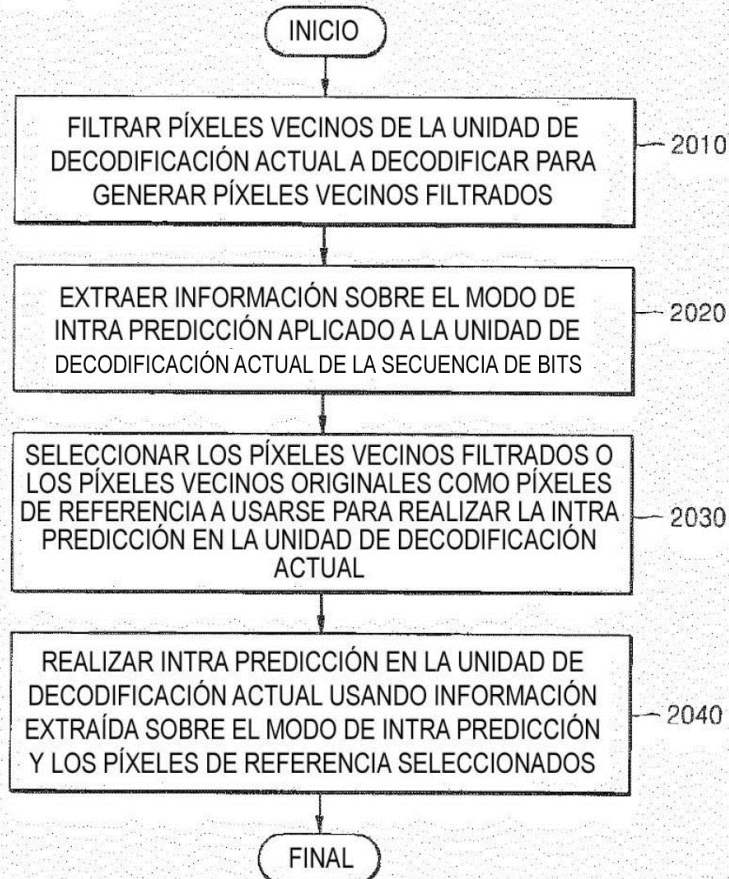 INICIO
FILTRAR PÍXELES VECINOS DE LA UNIDAD DE
DECODIFICACIÓN ACTUAL A DECODIFICAR PARA
GENERAR PÍXELES VECINOS FILTRADOS
2010
EXTRAER INFORMACIÓN SOBRE EL MODO DE
INTRA PREDICCIÓN APLICADO A LA UNIDAD DE
DECODIFICACIÓN ACTUAL DE LA SECUENCIA DE BITS
2020
SELECCIONAR LOS PÍXELES VECINOS FILTRADOS O
LOS PÍXELES VECINOS ORIGINALES COMO PÍXELES
DE REFERENCIA A USARSE PARA REALIZAR LA INTRA
PREDICCIÓN EN LA UNIDAD DE DECODIFICACIÓN
ACTUAL
2030
REALIZAR INTRA PREDICCIÓN EN LA UNIDAD DE
DECODIFICACIÓN ACTUAL USANDO INFORMACIÓN
EXTRAÍDA SOBRE EL MODO DE INTRA PREDICCIÓN
Y LOS PÍXELES DE REFERENCIA SELECCIONADOS
2040
FINAL